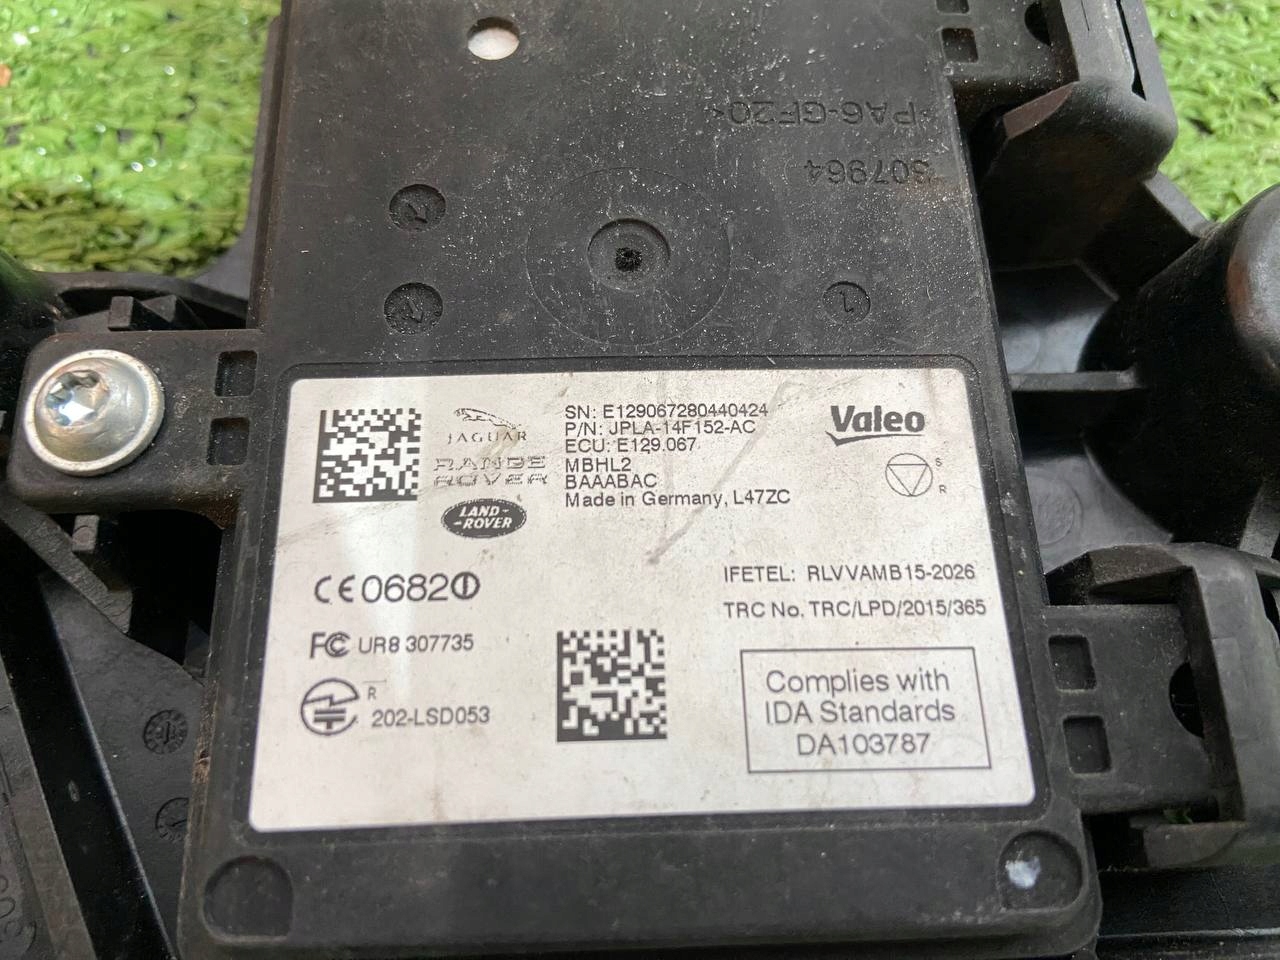 PA6-GF20
307964
1
JAGUAR
RANGE
ROVER
LAND-
-ROVER
SN: E129067280440424
P/N: JPLA-14F152-AC
ECU: E129.067
MBHL2
BAAABAC
Made in Germany, L47ZC
Valeo
S
R
CE0682
IFETEL: RLVVAMB15-2026
TRC No. TRC/LPD/2015/365
FC UR8 307735
R
202-LSD053
Complies with
IDA Standards
DA103787